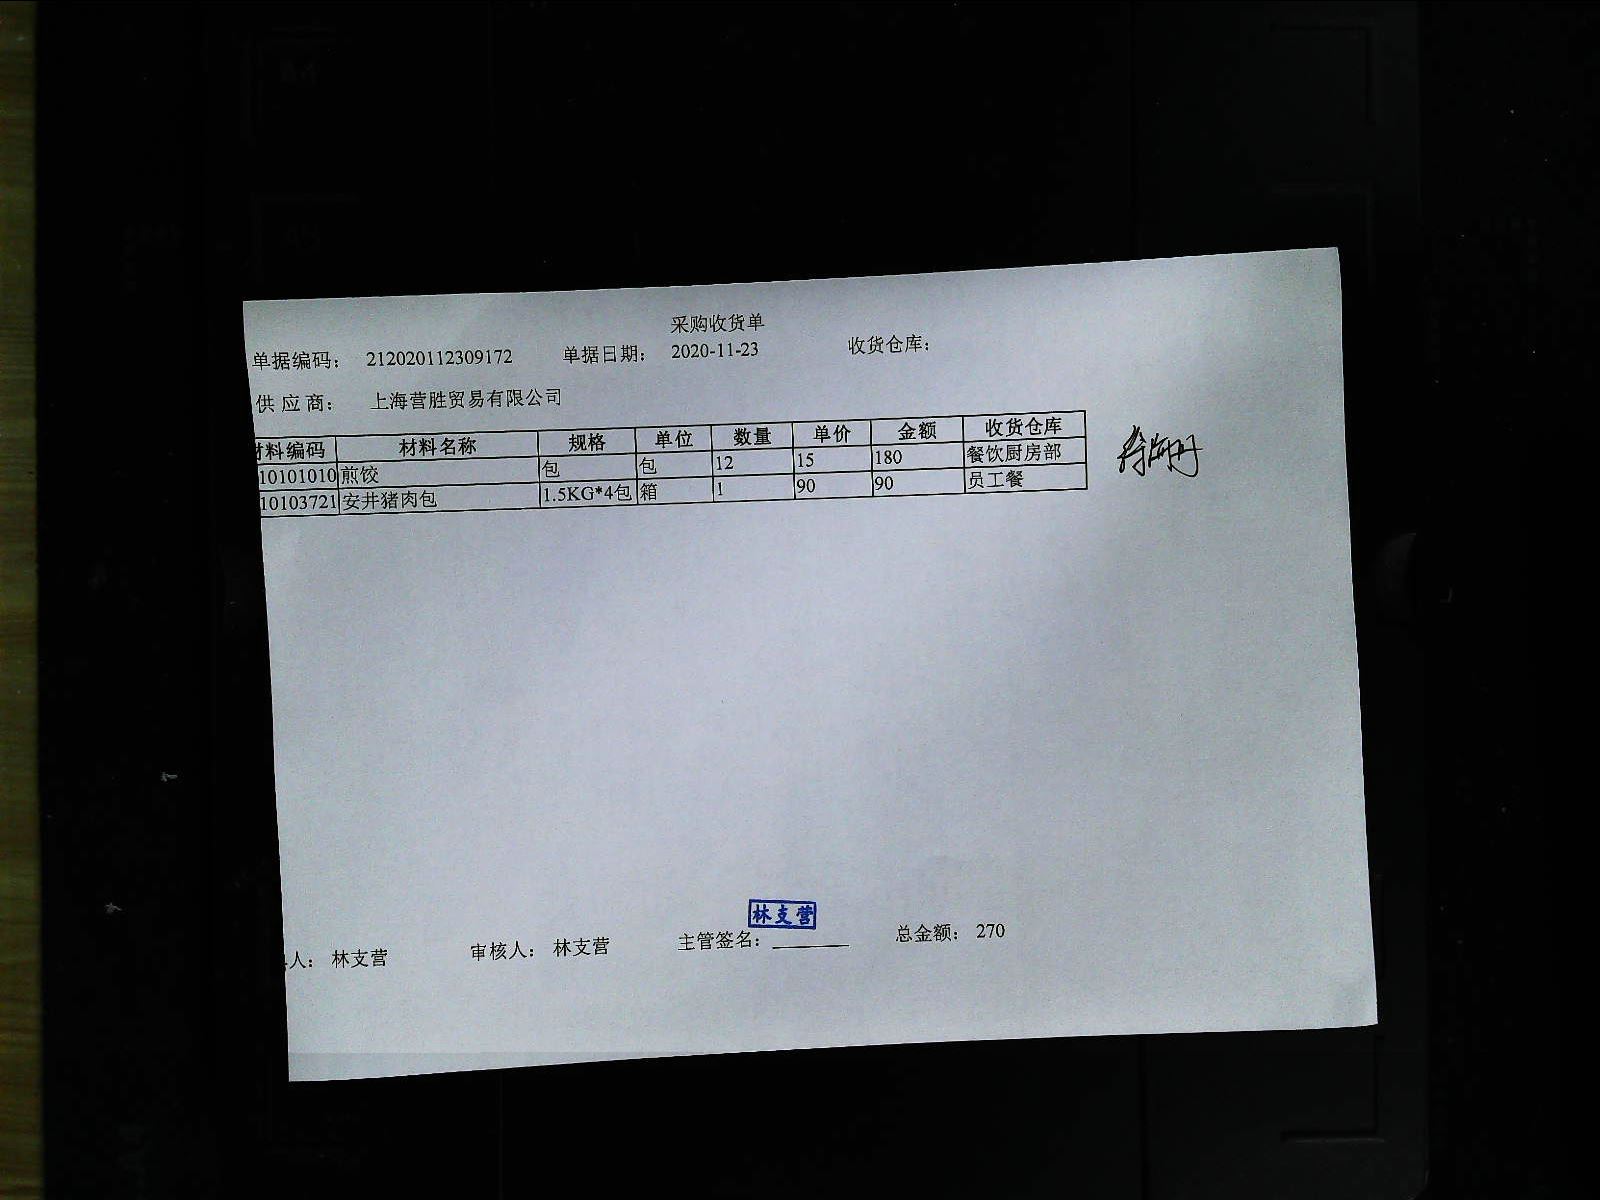 采购收货单
单据编码： 212020112309172 单据日期： 2020-11-23 收货仓库：
供应商： 上海营胜贸易有限公司
材料编码 材料名称 规格 单位 数量 单价 金额 收货仓库
10101010 煎饺 包 包 12 15 180 餐饮厨房部
10103721 安井猪肉包 1.5KG*4包 箱 1 90 90 员工餐
林支营
人： 林支营 审核人： 林支营 主管签名： 总金额： 270